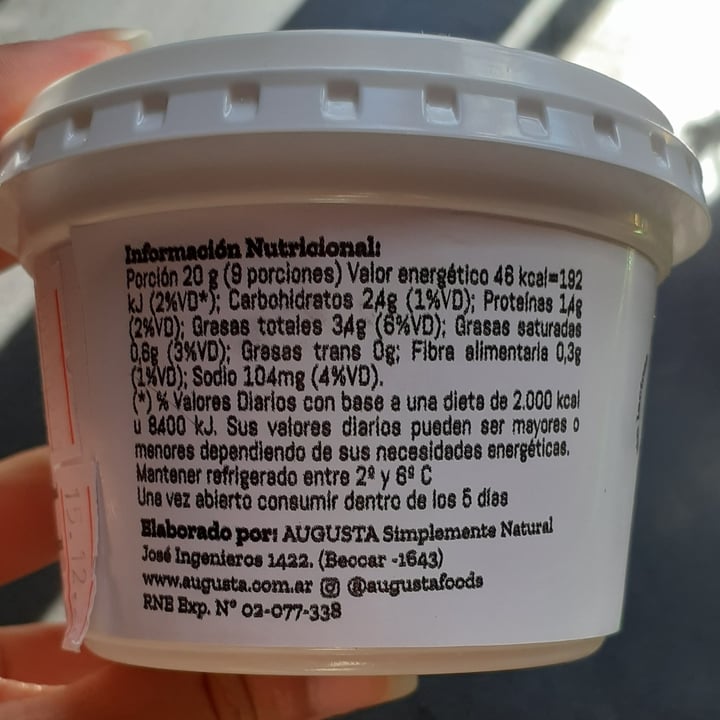 Información Nutricional:
Porción 20 g (9 porciones) Valor energético 46 kcal=192
kJ (2%VD*); Carbohidratos 2,4g (1%VD); Proteínas 1,4g
(2%VD); Grasas totales 3,4g (6%VD); Grasas saturadas
0,6g (3%VD); Grasas trans 0g; Fibra alimentaria 0,3g
(1%VD); Sodio 104mg (4%VD).
(*) % Valores Diarios con base a una dieta de 2.000 kcal
u 8400 kJ. Sus valores diarios pueden ser mayores o
menores dependiendo de sus necesidades energéticas.
Mantener refrigerado entre 2º y 8º C
Una vez abierto consumir dentro de los 5 días
Elaborado por: AUGUSTA Simplemente Natural
José Ingenieros 1422. (Beccar -1643)
www.augusta.com.ar @augustafoods
RNE Exp. Nº 02-077-338
15.12.